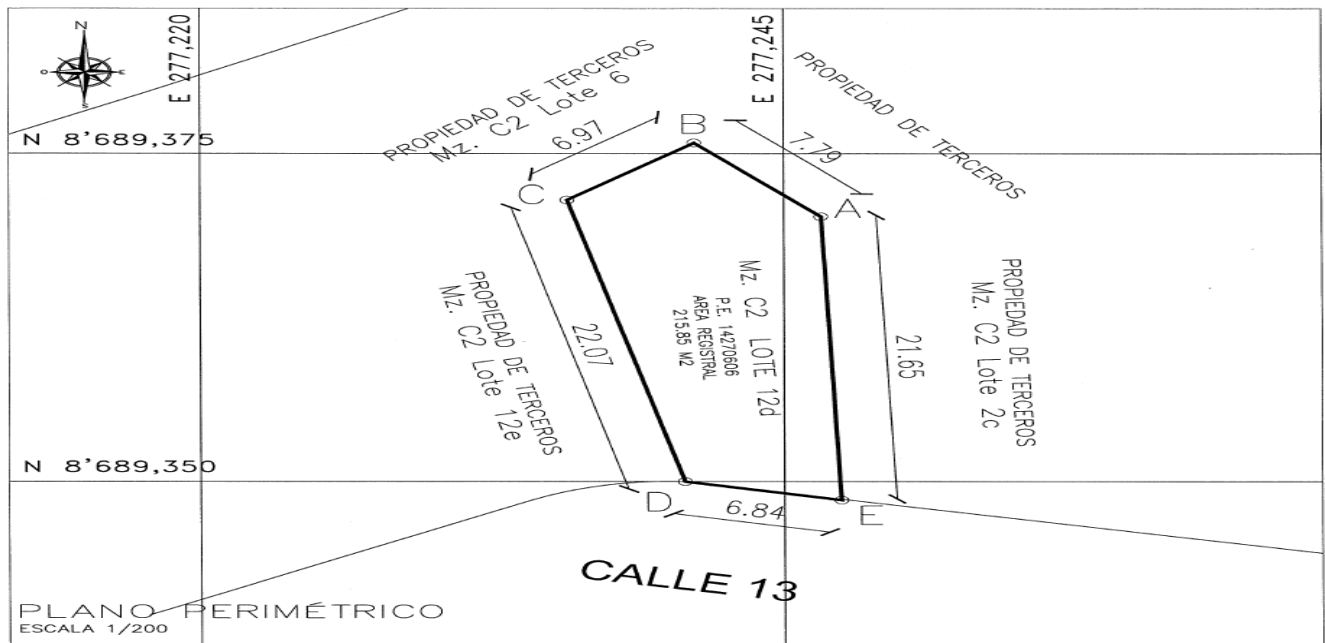 N
O
E
S
E 277,220
E 277,245
N 8'689,375
N 8'689,350
PROPIEDAD DE TERCEROS
Mz. C2 Lote 6
6.97
B
7.79
PROPIEDAD DE TERCEROS
C
A
Mz. C2 LOTE 12d
P.E. 14270606
AREA REGISTRAL
215.85 M2
22.07
PROPIEDAD DE TERCEROS
Mz. C2 Lote 12e
21.65
PROPIEDAD DE TERCEROS
Mz. C2 Lote 2c
D
6.84
E
CALLE 13
PLANO PERIMÉTRICO
ESCALA 1/200